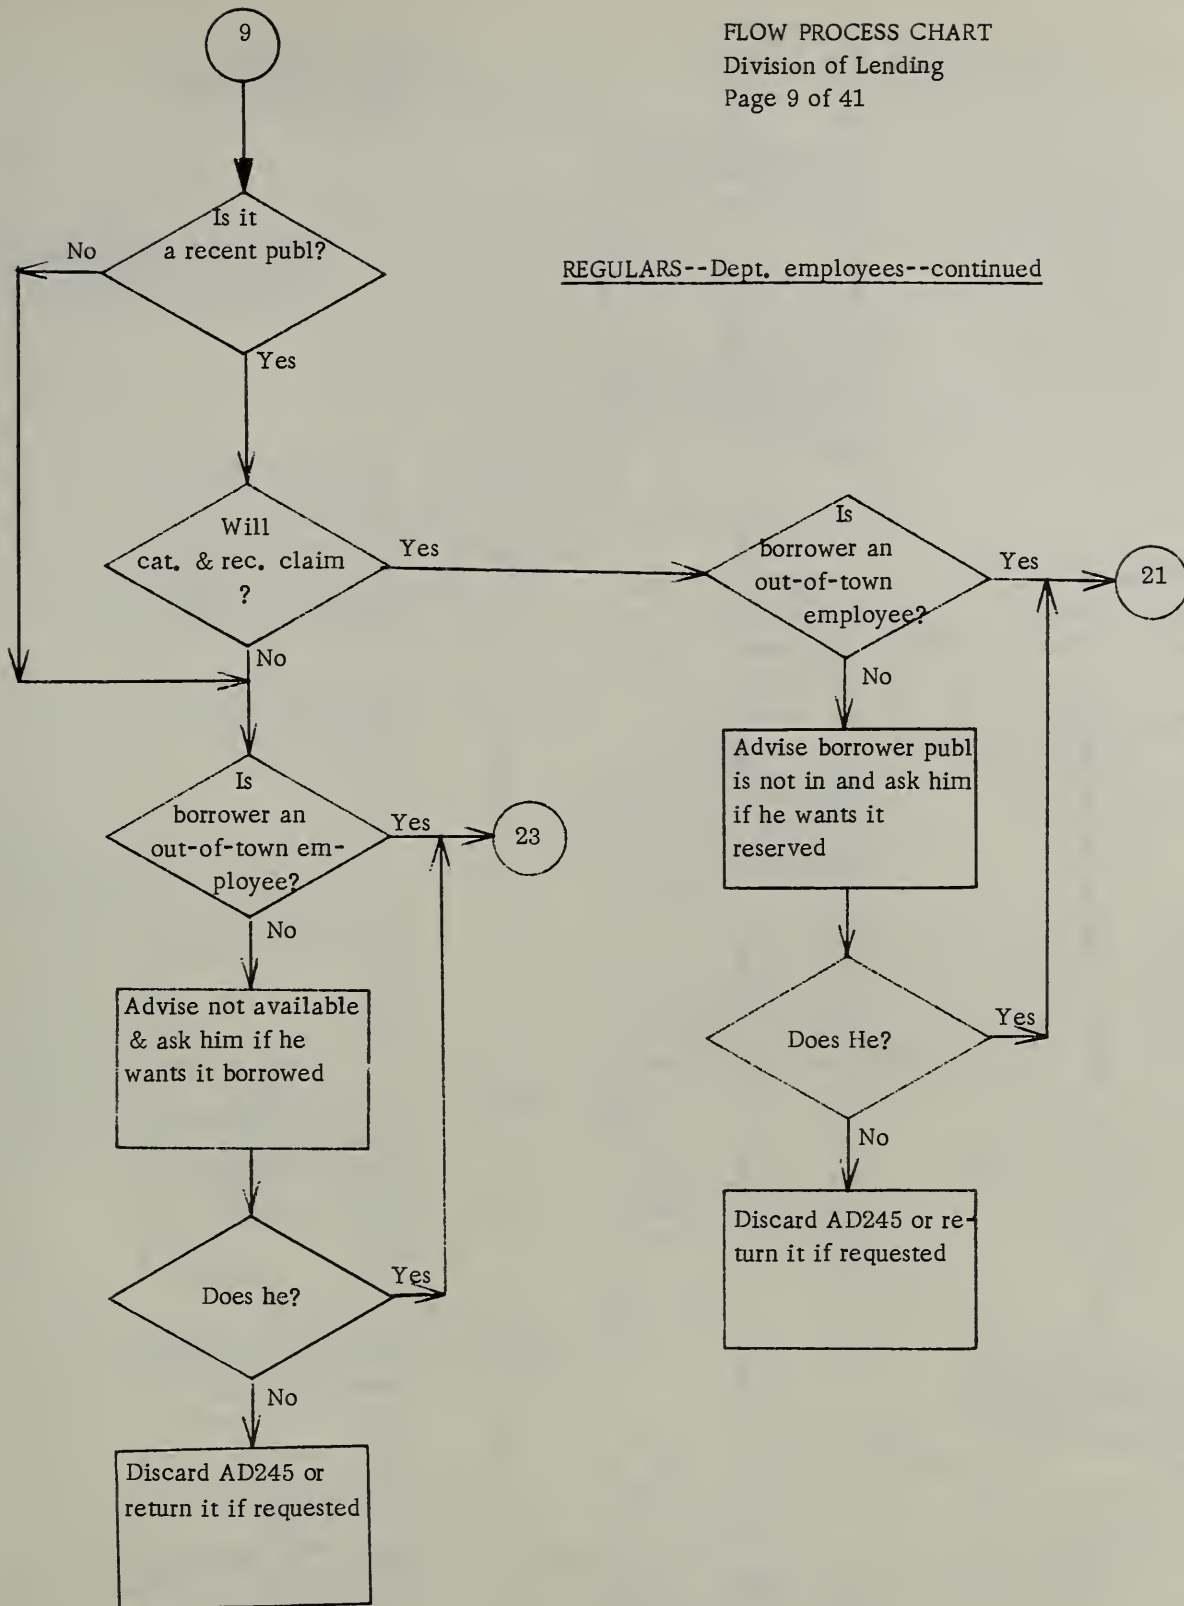 9
FLOW PROCESS CHART
Division of Lending
Page 9 of 41
REGULARS--Dept. employees--continued
Is it
a recent publ?
No
Yes
Will
cat. & rec. claim
?
Yes
No
Is
borrower an
out-of-town
employee?
Yes
21
No
Advise borrower publ
is not in and ask him
if he wants it
reserved
Does He?
Yes
No
Discard AD245 or re-
turn it if requested
Is
borrower an
out-of-town em-
ployee?
Yes
23
No
Advise not available
& ask him if he
wants it borrowed
Does he?
Yes
No
Discard AD245 or
return it if requested